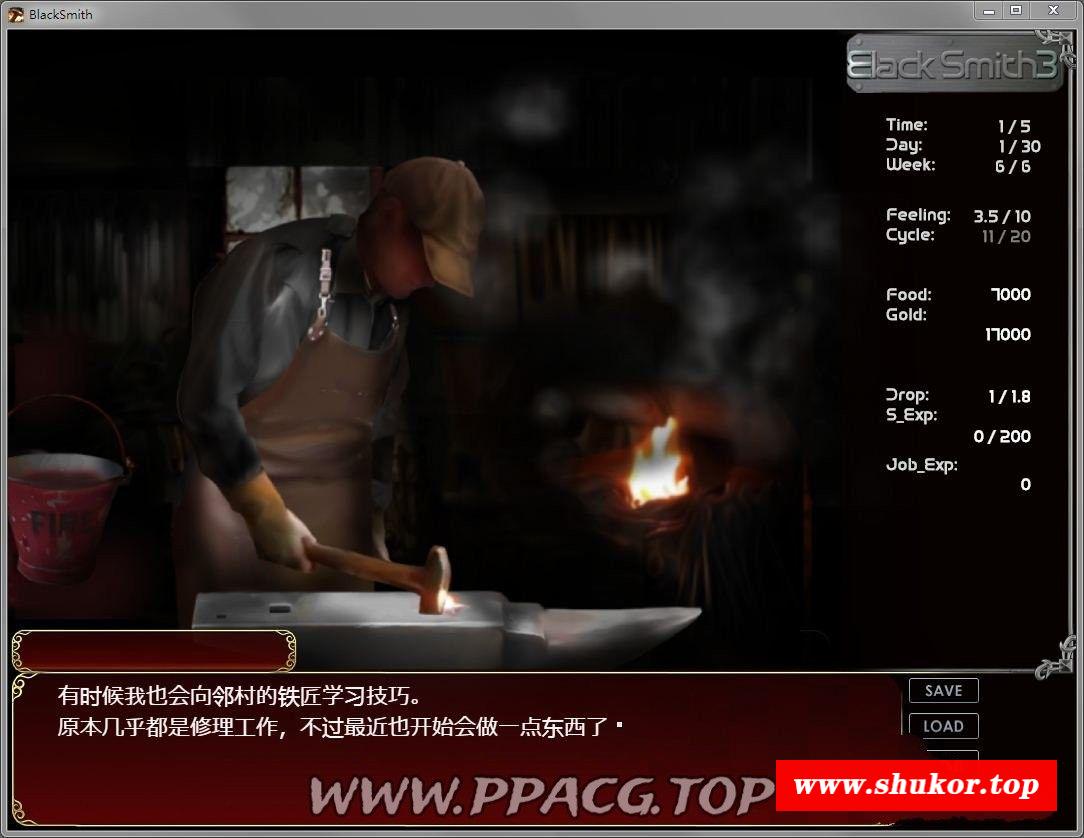 BlackSmith
Black Smith3
Time: 1 / 5
Day: 1 / 30
Week: 6 / 6
Feeling: 3.5 / 10
Cycle: 11 / 20
Food: 7000
Gold:
17000
Drop: 1 / 1.8
S_Exp:
0 / 200
Job_Exp:
0
FIRE
有时候我也会向邻村的铁匠学习技巧。
原本几乎都是修理工作，不过最近也开始会做一点东西了
SAVE
LOAD
WWW.PPACG.TOP
www.shukor.top